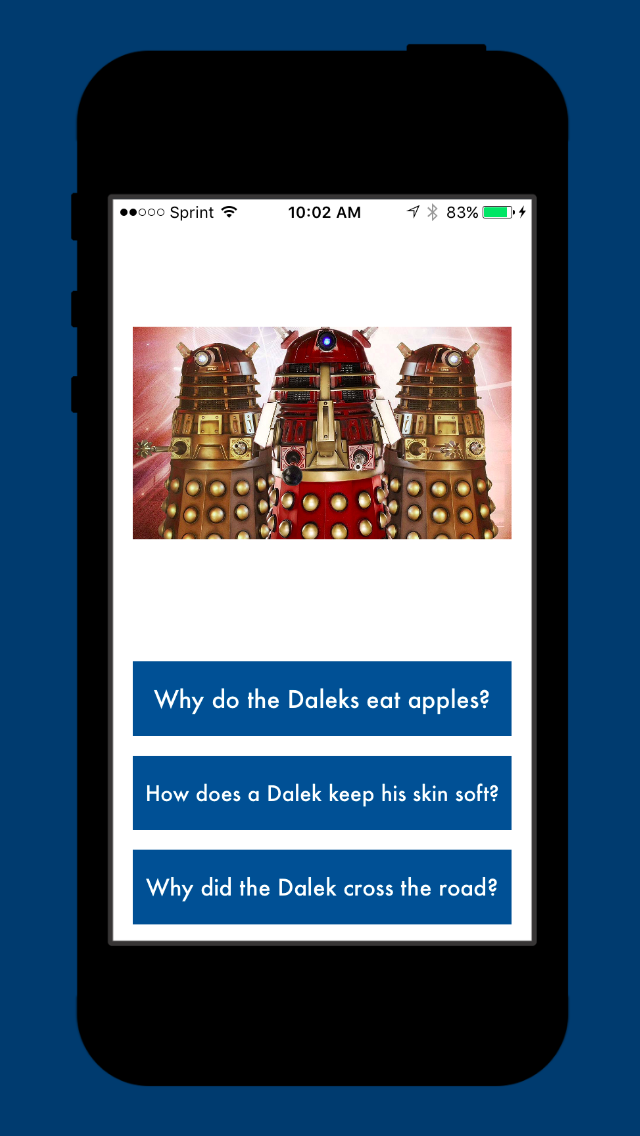 Sprint 10:02 AM 83%
Why do the Daleks eat apples?
How does a Dalek keep his skin soft?
Why did the Dalek cross the road?